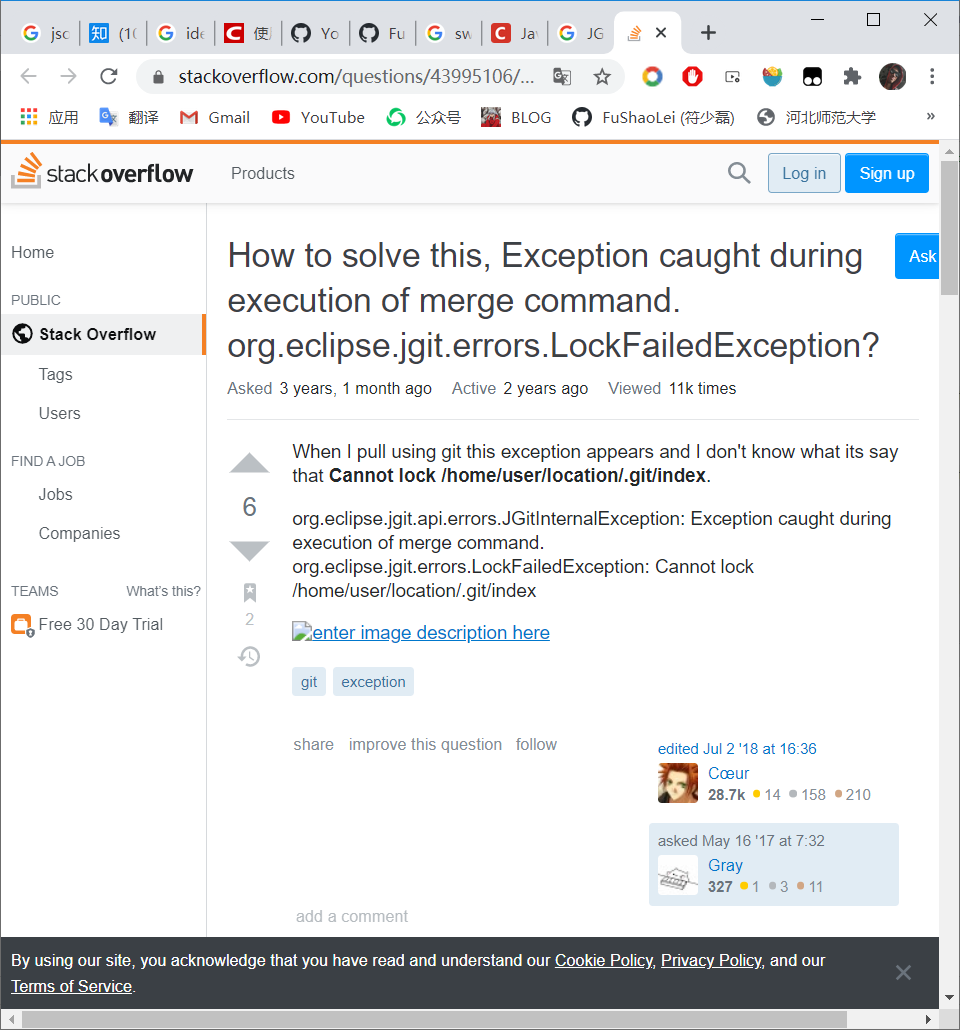 jsc
知 (10
ide
使
Yo
Fu
sw
Ja
JG
stackoverflow.com/questions/43995106/...
应用 翻译 Gmail YouTube 公众号 BLOG FuShaoLei (符少磊) 河北师范大学 »
stackoverflow Products Log in Sign up
Home
PUBLIC
Stack Overflow
Tags
Users
FIND A JOB
Jobs
Companies
TEAMS What's this?
Free 30 Day Trial
How to solve this, Exception caught during
execution of merge command.
org.eclipse.jgit.errors.LockFailedException?
Ask
Asked 3 years, 1 month ago Active 2 years ago Viewed 11k times
6
2
When I pull using git this exception appears and I don't know what its say
that Cannot lock /home/user/location/.git/index.
org.eclipse.jgit.api.errors.JGitInternalException: Exception caught during
execution of merge command.
org.eclipse.jgit.errors.LockFailedException: Cannot lock
/home/user/location/.git/index
enter image description here
git exception
share improve this question follow
edited Jul 2 '18 at 16:36
Cœur
28.7k 14 158 210
asked May 16 '17 at 7:32
Gray
327 1 3 11
add a comment
By using our site, you acknowledge that you have read and understand our Cookie Policy, Privacy Policy, and our
Terms of Service.